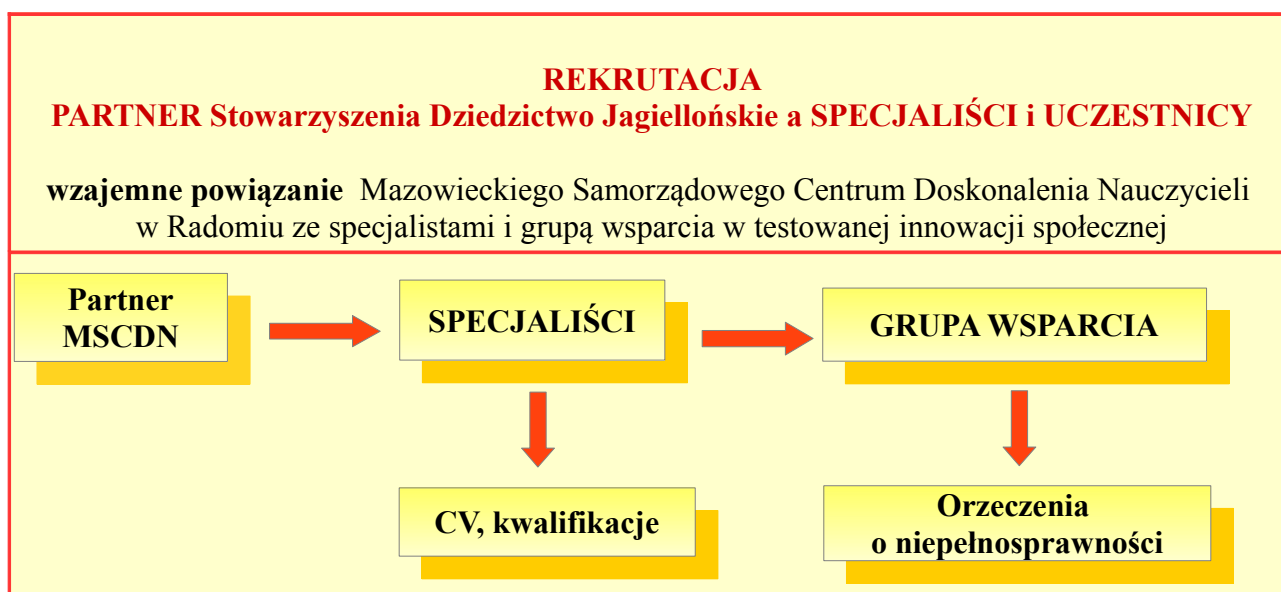 REKRUTACJA
PARTNER Stowarzyszenia Dziedzictwo Jagiellońskie a SPECJALIŚCI i UCZESTNICY
wzajemne powiązanie Mazowieckiego Samorządowego Centrum Doskonalenia Nauczycieli
w Radomiu ze specjalistami i grupą wsparcia w testowanej innowacji społecznej
Partner
MSCDN
SPECJALIŚCI
GRUPA WSPARCIA
CV, kwalifikacje
Orzeczenia
o niepełnosprawności